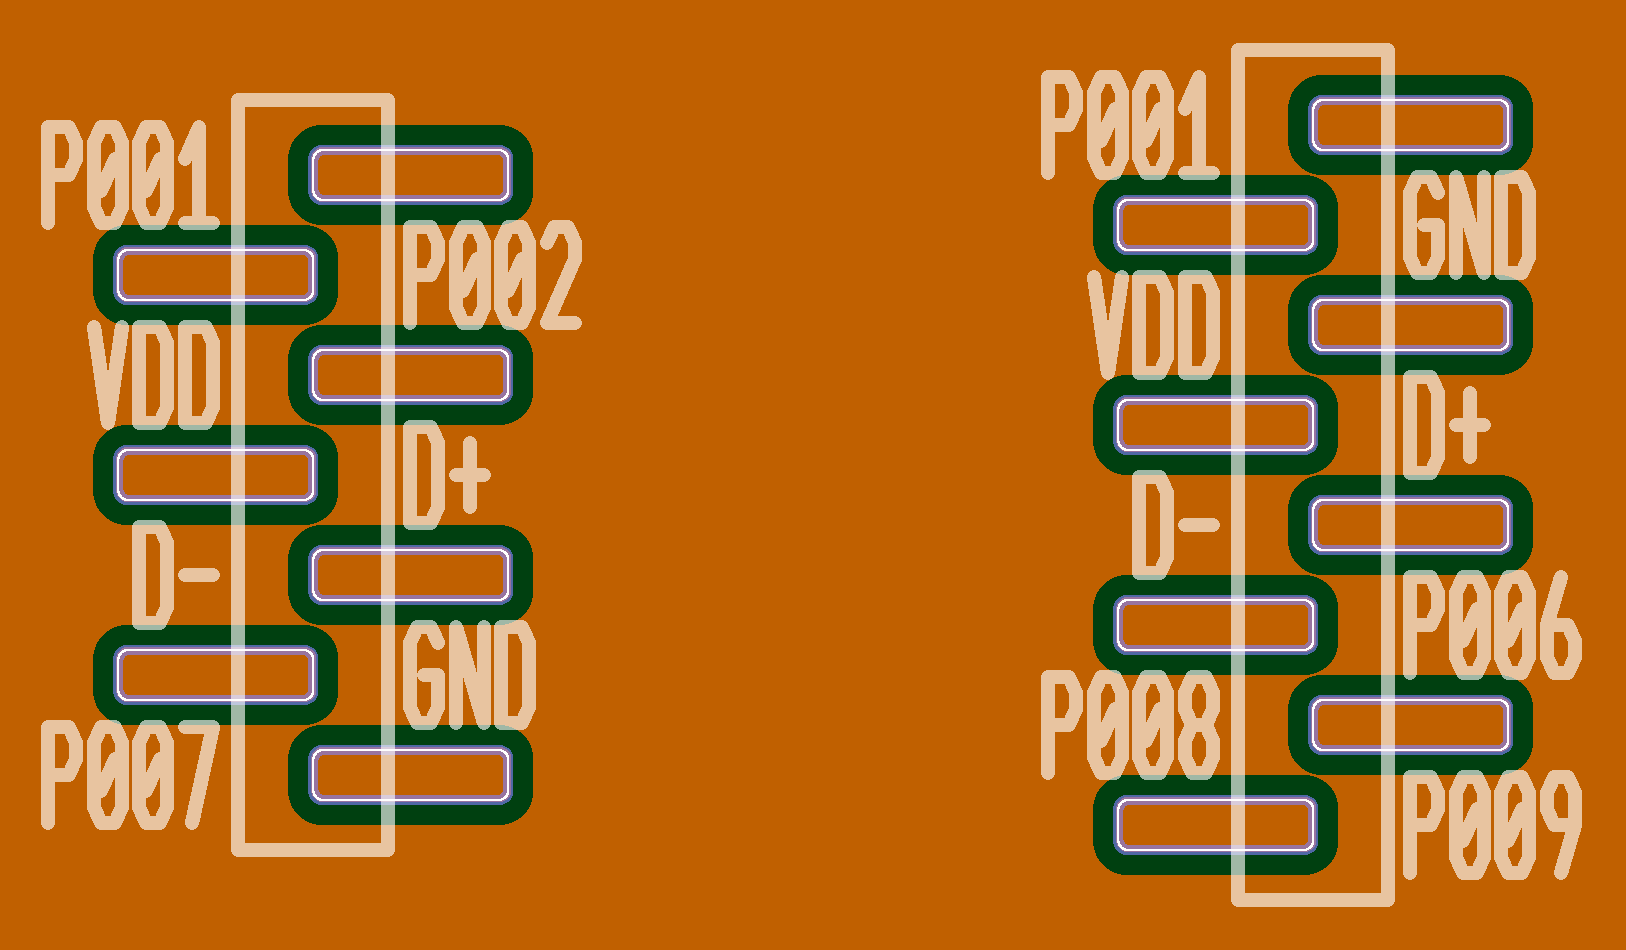 P001
P002
VDD
D+
D-
GND
P007
P001
GND
VDD
D+
D-
P006
P008
P009